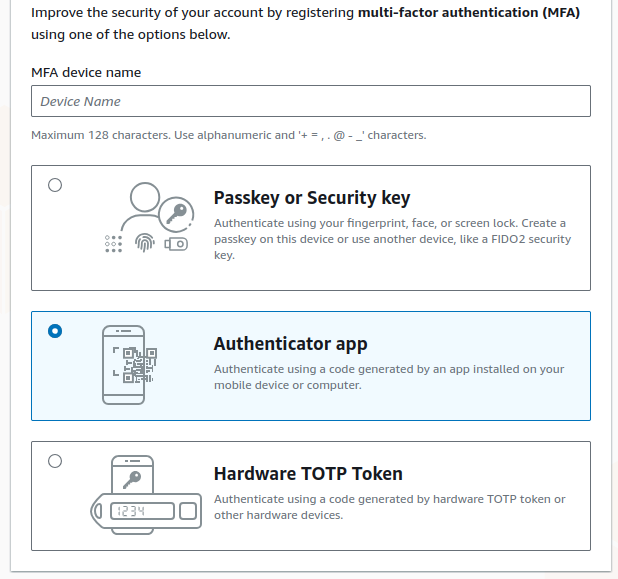 Improve the security of your account by registering multi-factor authentication (MFA)
using one of the options below.
MFA device name
Device Name
Maximum 128 characters. Use alphanumeric and '+ = , . @ - _' characters.
Passkey or Security key
Authenticate using your fingerprint, face, or screen lock. Create a
passkey on this device or use another device, like a FIDO2 security
key.
Authenticator app
Authenticate using a code generated by an app installed on your
mobile device or computer.
Hardware TOTP Token
Authenticate using a code generated by hardware TOTP token or
other hardware devices.
1234